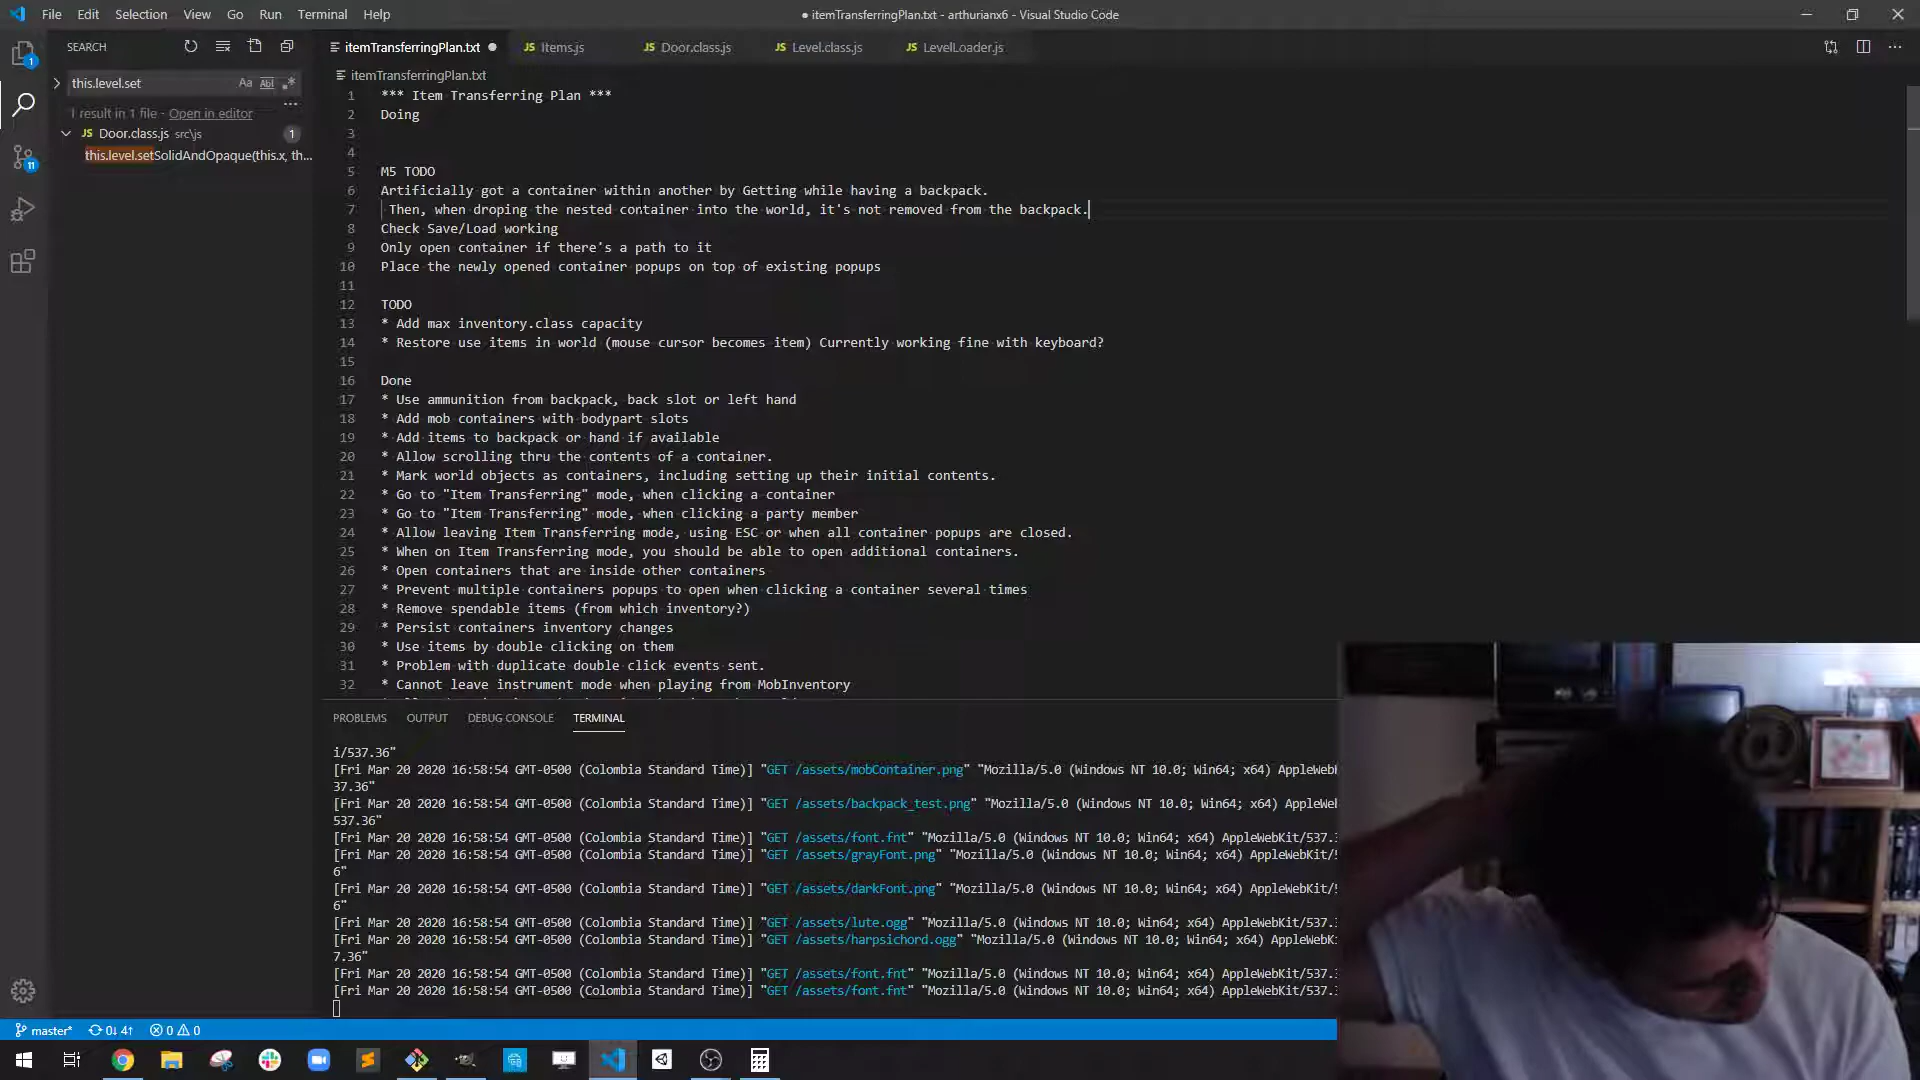 File Edit Selection View Go Run Terminal Help
● itemTransferringPlan.txt - arthurianx6 - Visual Studio Code
SEARCH
itemTransferringPlan.txt
JS Items.js
JS Door.class.js
JS Level.class.js
JS LevelLoader.js
this.level.set
Aa Abl
1 result in 1 file - Open in editor
JS Door.class.js src\js 1
this.level.setSolidAndOpaque(this.x, th...
1
11
itemTransferringPlan.txt
1 *** Item Transferring Plan ***
2 Doing
3
4
5 M5 TODO
6 Artificially got a container within another by Getting while having a backpack.
7 Then, when droping the nested container into the world, it's not removed from the backpack.
8 Check Save/Load working
9 Only open container if there's a path to it
10 Place the newly opened container popups on top of existing popups
11
12 TODO
13 * Add max inventory.class capacity
14 * Restore use items in world (mouse cursor becomes item) Currently working fine with keyboard?
15
16 Done
17 * Use ammunition from backpack, back slot or left hand
18 * Add mob containers with bodypart slots
19 * Add items to backpack or hand if available
20 * Allow scrolling thru the contents of a container.
21 * Mark world objects as containers, including setting up their initial contents.
22 * Go to "Item Transferring" mode, when clicking a container
23 * Go to "Item Transferring" mode, when clicking a party member
24 * Allow leaving Item Transferring mode, using ESC or when all container popups are closed.
25 * When on Item Transferring mode, you should be able to open additional containers.
26 * Open containers that are inside other containers
27 * Prevent multiple containers popups to open when clicking a container several times
28 * Remove spendable items (from which inventory?)
29 * Persist containers inventory changes
30 * Use items by double clicking on them
31 * Problem with duplicate double click events sent.
32 * Cannot leave instrument mode when playing from MobInventory
PROBLEMS OUTPUT DEBUG CONSOLE TERMINAL
i/537.36"
[Fri Mar 20 2020 16:58:54 GMT-0500 (Colombia Standard Time)] "GET /assets/mobContainer.png" "Mozilla/5.0 (Windows NT 10.0; Win64; x64) AppleWebK
37.36"
[Fri Mar 20 2020 16:58:54 GMT-0500 (Colombia Standard Time)] "GET /assets/backpack_test.png" "Mozilla/5.0 (Windows NT 10.0; Win64; x64) AppleWe
537.36"
[Fri Mar 20 2020 16:58:54 GMT-0500 (Colombia Standard Time)] "GET /assets/font.fnt" "Mozilla/5.0 (Windows NT 10.0; Win64; x64) AppleWebKit/537.
[Fri Mar 20 2020 16:58:54 GMT-0500 (Colombia Standard Time)] "GET /assets/grayFont.png" "Mozilla/5.0 (Windows NT 10.0; Win64; x64) AppleWebKit/
6"
[Fri Mar 20 2020 16:58:54 GMT-0500 (Colombia Standard Time)] "GET /assets/darkFont.png" "Mozilla/5.0 (Windows NT 10.0; Win64; x64) AppleWebKit/
6"
[Fri Mar 20 2020 16:58:54 GMT-0500 (Colombia Standard Time)] "GET /assets/lute.ogg" "Mozilla/5.0 (Windows NT 10.0; Win64; x64) AppleWebKit/537.
[Fri Mar 20 2020 16:58:54 GMT-0500 (Colombia Standard Time)] "GET /assets/harpsichord.ogg" "Mozilla/5.0 (Windows NT 10.0; Win64; x64) AppleWebKit/53
7.36"
[Fri Mar 20 2020 16:58:54 GMT-0500 (Colombia Standard Time)] "GET /assets/font.fnt" "Mozilla/5.0 (Windows NT 10.0; Win64; x64) AppleWebKit/537.
[Fri Mar 20 2020 16:58:54 GMT-0500 (Colombia Standard Time)] "GET /assets/font.fnt" "Mozilla/5.0 (Windows NT 10.0; Win64; x64) AppleWebKit/537.
master* 0↓ 4↑ 0 0